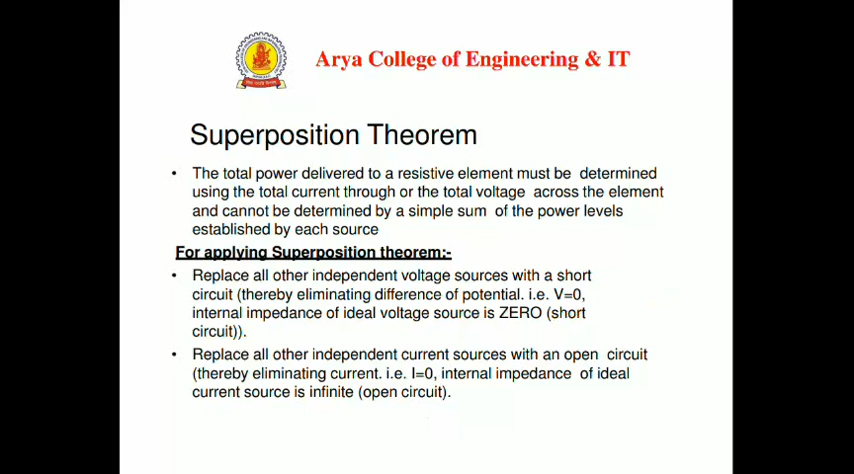 Arya College of Engineering & IT
Superposition Theorem
• The total power delivered to a resistive element must be determined
using the total current through or the total voltage across the element
and cannot be determined by a simple sum of the power levels
established by each source
For applying Superposition theorem:-
• Replace all other independent voltage sources with a short
circuit (thereby eliminating difference of potential. i.e. V=0,
internal impedance of ideal voltage source is ZERO (short
circuit)).
• Replace all other independent current sources with an open circuit
(thereby eliminating current. i.e. I=0, internal impedance of ideal
current source is infinite (open circuit).